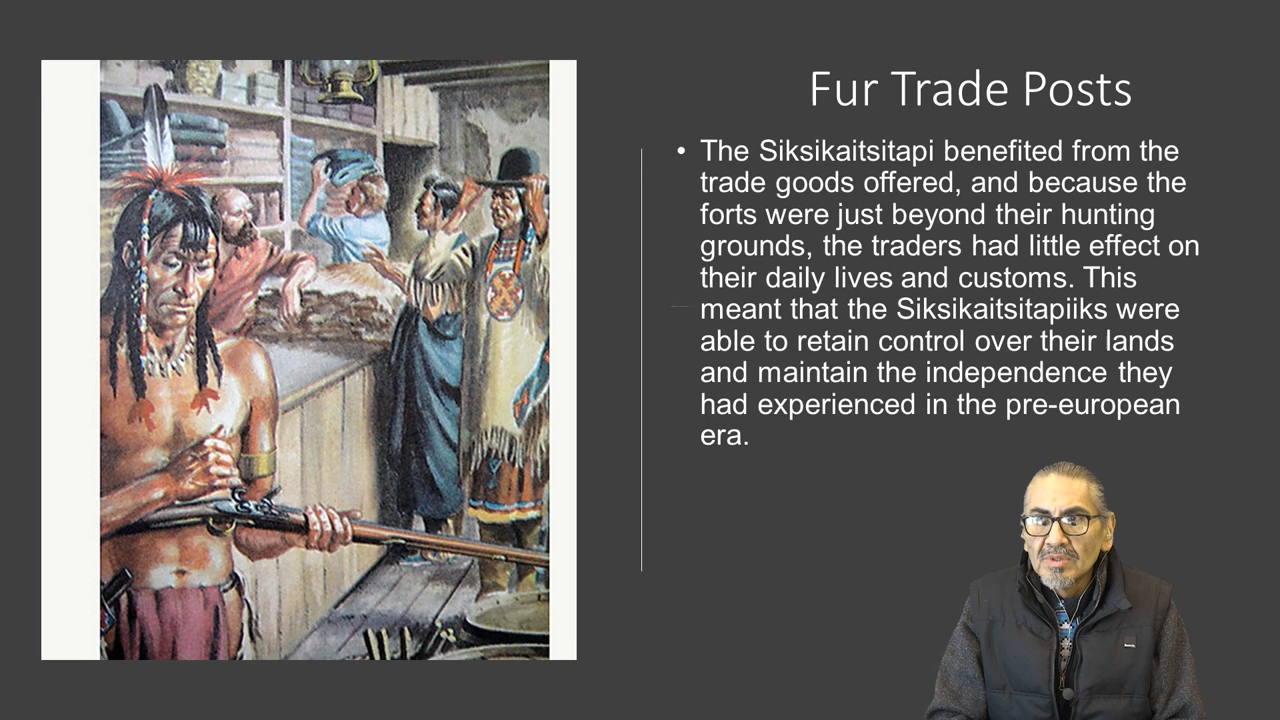 Fur Trade Posts
• The Siksikaitsitapi benefited from the
trade goods offered, and because the
forts were just beyond their hunting
grounds, the traders had little effect on
their daily lives and customs. This
meant that the Siksikaitsitapiiks were
able to retain control over their lands
and maintain the independence they
had experienced in the pre-european
era.